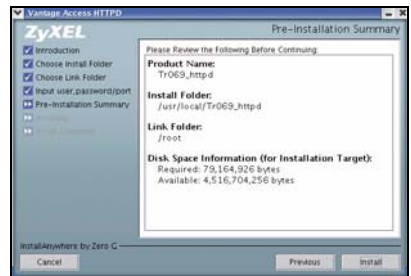 Vantage Access HTTPD
ZyXEL
Pre-Installation Summary
Introduction
Choose Install Folder
Choose Link Folder
Input user,password/port
Pre-Installation Summary
Please Review the Following Before Continuing:
Product Name:
Tr069_httpd
Install Folder:
/usr/local/Tr069_httpd
Link Folder:
/root
Disk Space Information (for Installation Target):
Required: 79,164,926 bytes
Available: 4,516,704,256 bytes
InstallAnywhere by Zero G
Cancel
Previous
Install